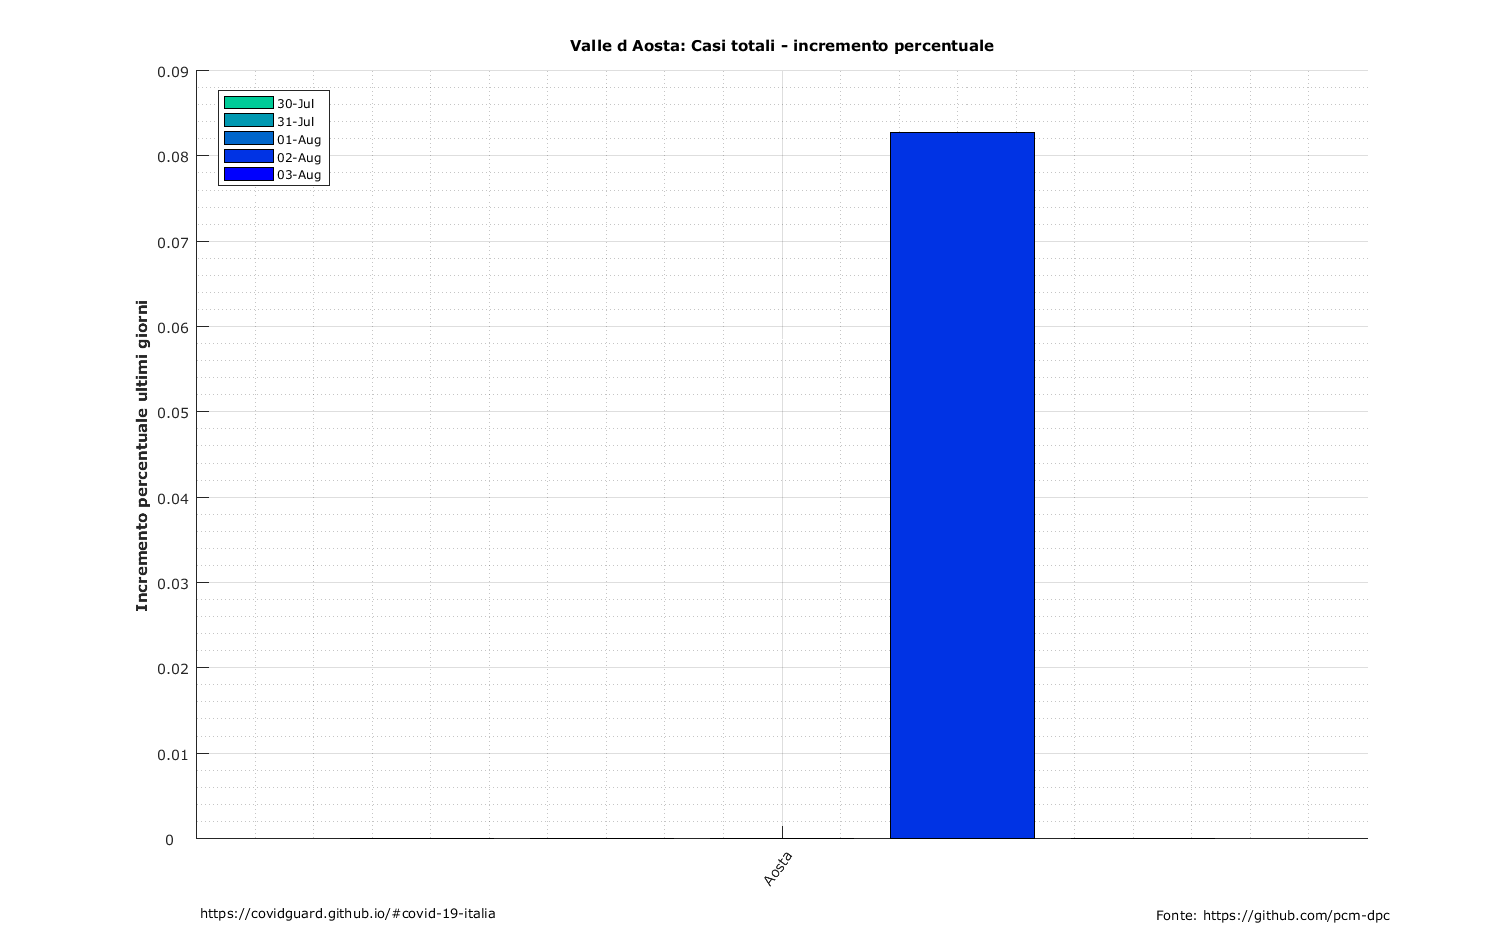 Valle d Aosta: Casi totali - incremento percentuale
0.09
0.08
0.07
0.06
0.05
0.04
0.03
0.02
0.01
0
30-Jul
31-Jul
01-Aug
02-Aug
03-Aug
Incremento percentuale ultimi giorni
Aosta
https://covidguard.github.io/#covid-19-italia
Fonte: https://github.com/pcm-dpc